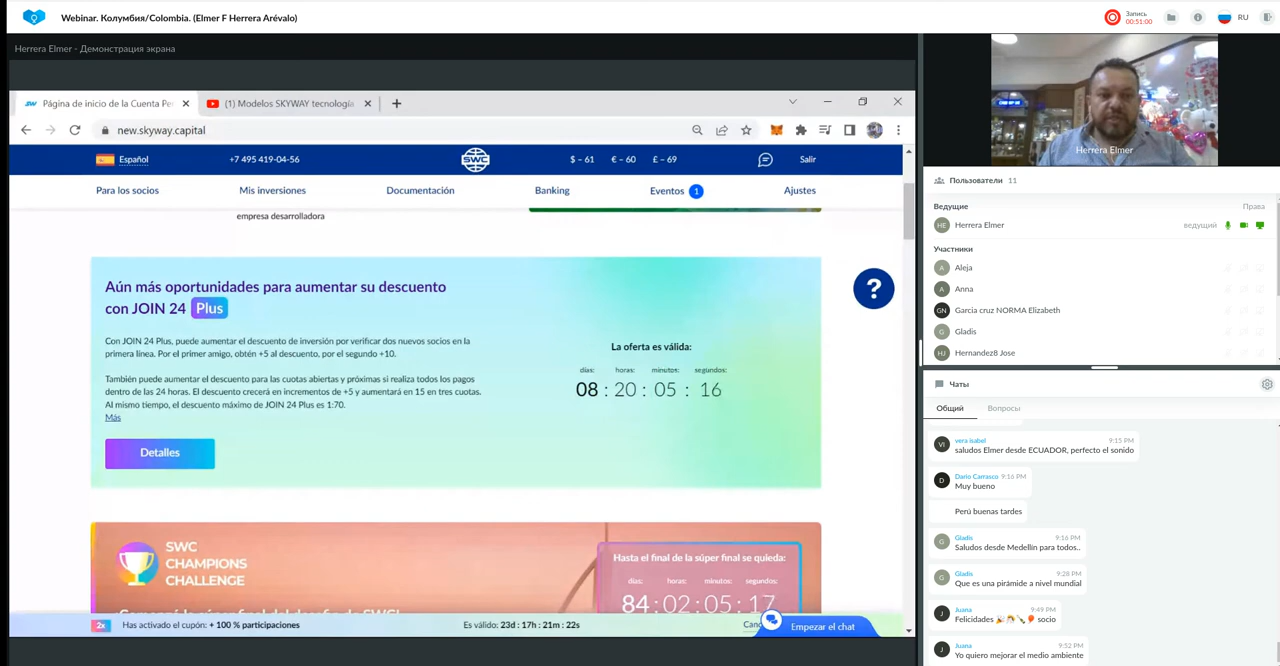 Webinar. Колумбия/Colombia. (Elmer F Herrera Arévalo)
Запись
00:51:00
RU
Herrera Elmer - Демонстрация экрана
SW Página de inicio de la Cuenta Pe
(1) Modelos SKYWAY tecnología
new.skyway.capital
Español
+7 495 419-04-56
SWC
$ – 61 € – 60 £ – 69
Salir
Para los socios
Mis inversiones
Documentación
Banking
Eventos 1
Ajustes
empresa desarrolladora
Aún más oportunidades para aumentar su descuento
con JOIN 24 Plus
Con JOIN 24 Plus, puede aumentar el descuento de inversión por verificar dos nuevos socios en la
primera línea. Por el primer amigo, obtén +5 al descuento, por el segundo +10.
También puede aumentar el descuento para las cuotas abiertas y próximas si realiza todos los pagos
dentro de las 24 horas. El descuento crecerá en incrementos de +5 y aumentará en 15 en tres cuotas.
Al mismo tiempo, el descuento máximo de JOIN 24 Plus es 1:70.
Más
Detalles
La oferta es válida:
días: horas: minutos: segundos:
08 : 20 : 05 : 16
?
SWC
CHAMPIONS
CHALLENGE
Hasta el final de la súper final se quieda:
días: horas: minutos: segundos:
84 : 02 : 05 : 17
2x Has activado el cupón: + 100 % participaciones
Es válido: 23d : 17h : 21m : 22s
Canc
Empezar el chat
Herrera Elmer
Пользователи 11
Ведущие
Права
HE Herrera Elmer
ведущий
Участники
A Aleja
A Anna
GN Garcia cruz NORMA Elizabeth
G Gladis
HJ Hernandez8 Jose
Чаты
Общий
Вопросы
VI vera isabel 9:15 PM
saludos Elmer desde ECUADOR, perfecto el sonido
D Dario Carrasco 9:16 PM
Muy bueno
Perú buenas tardes
G Gladis 9:16 PM
Saludos desde Medellín para todos..
G Gladis 9:28 PM
Que es una pirámide a nivel mundial
J Juana 9:49 PM
Felicidades 🎉🎊🍾🎈 socio
J Juana 9:52 PM
Yo quiero mejorar el medio ambiente